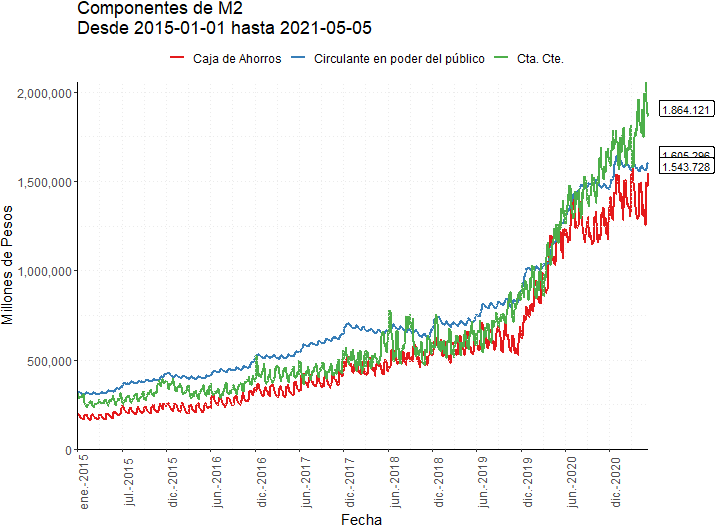 Componentes de M2
Desde 2015-01-01 hasta 2021-05-05
Caja de Ahorros Circulante en poder del público Cta. Cte.
Millones de Pesos
2,000,000
1,500,000
1,000,000
500,000
0
1.864.121
1.605.296
1.543.728
ene.-2015
jul.-2015
dic.-2015
jun.-2016
dic.-2016
jun.-2017
dic.-2017
jun.-2018
dic.-2018
jun.-2019
dic.-2019
jun.-2020
dic.-2020
Fecha